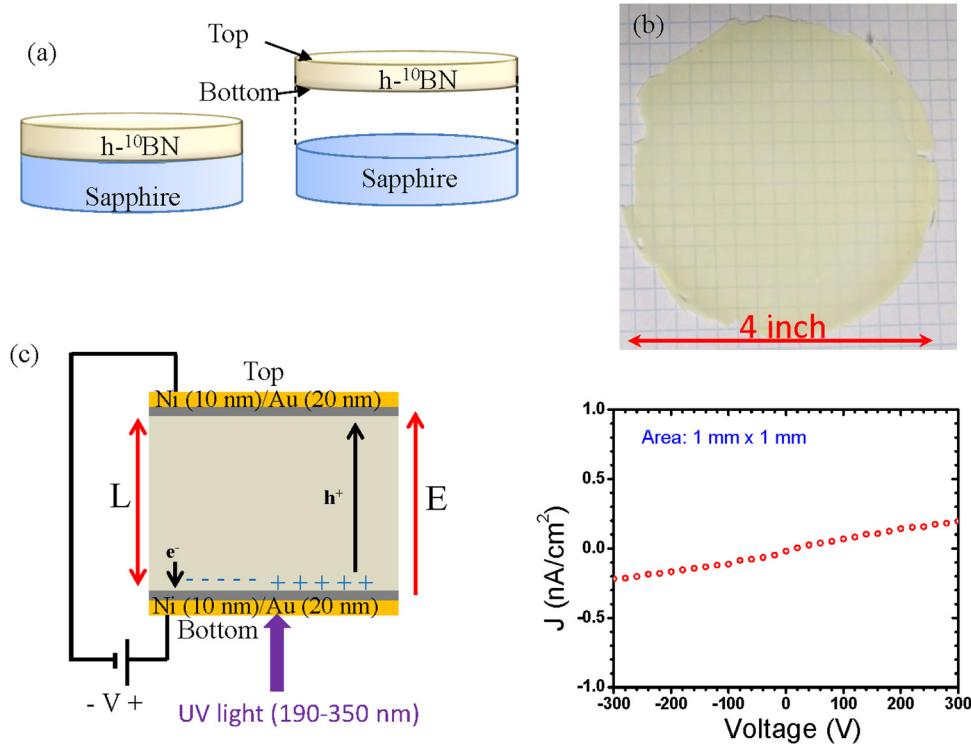 (a)
Top
h-¹⁰BN
Bottom
h-¹⁰BN
Sapphire
Sapphire
(b)
4 inch
(c)
Top
Ni (10 nm)/Au (20 nm)
L
h⁺
E
e⁻
- - - - - - + + + + +
Ni (10 nm)/Au (20 nm)
Bottom
- V +
UV light (190-350 nm)
Area: 1 mm x 1 mm
J (nA/cm²)
1.0
0.5
0.0
-0.5
-1.0
-300 -200 -100 0 100 200 300
Voltage (V)